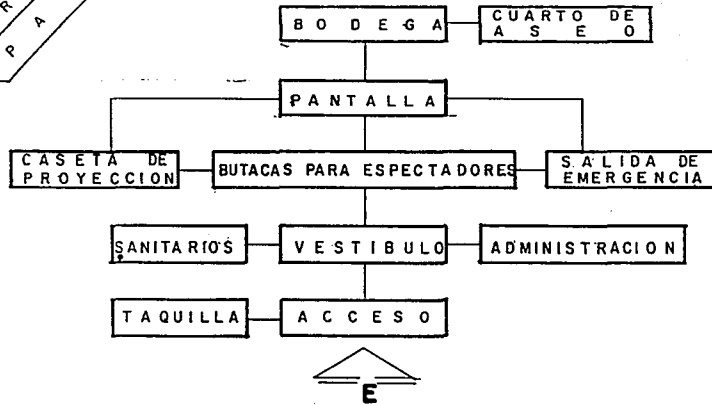 R
P A
BODEGA
CUARTO DE
ASEO
PANTALLA
CASETA DE
PROYECCION
BUTACAS PARA ESPECTADORES
SALIDA DE
EMERGENCIA
SANITARIOS
VESTIBULO
ADMINISTRACION
TAQUILLA
ACCESO
E